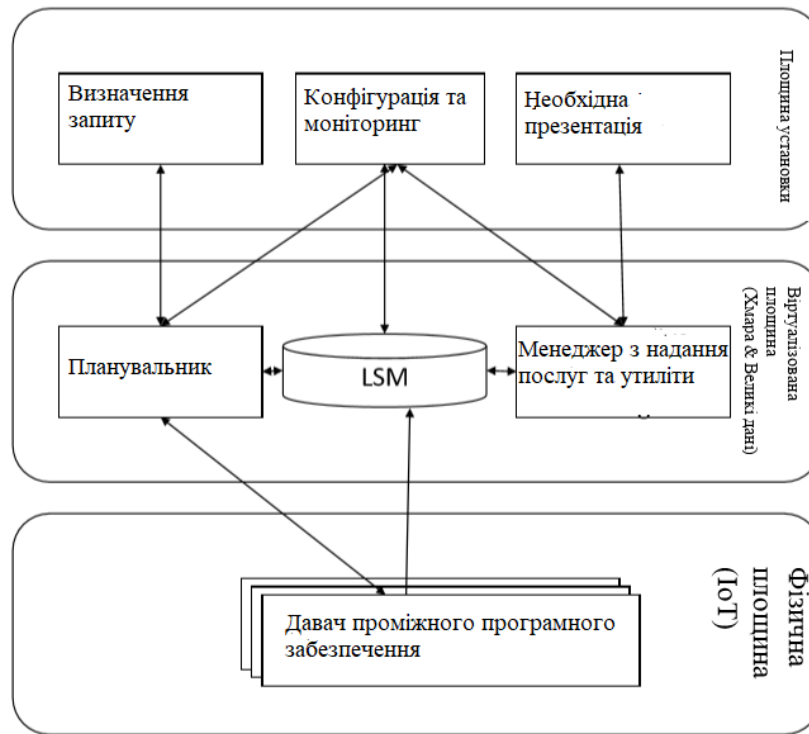 Визначення
запиту
Конфігурація та
моніторинг
Необхідна
презентація
Площина установки
Планувальник
LSM
Менеджер з надання
послуг та утиліти
Віртуалізована
площина
(Хмара & Великі дані)
Давач проміжного програмного
забезпечення
Фізична
площина
(IoT)